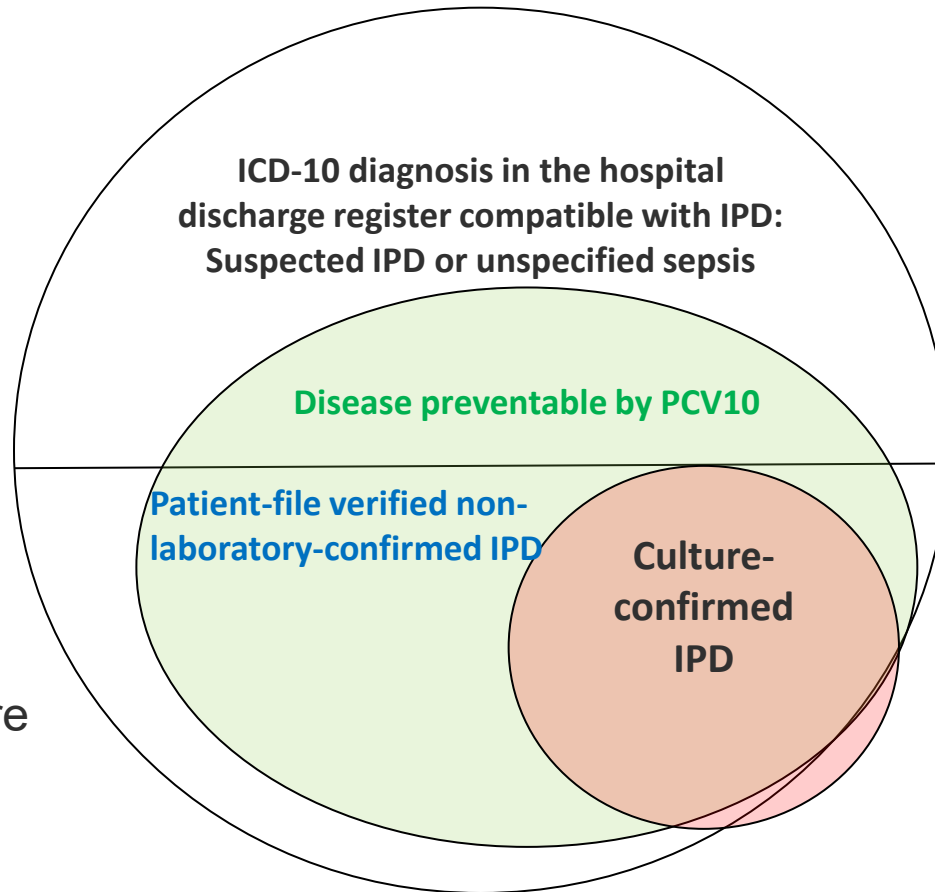 ICD-10 diagnosis in the hospital
discharge register compatible with IPD:
Suspected IPD or unspecified sepsis
Disease preventable by PCV10
Patient-file verified non-
laboratory-confirmed IPD
Culture-
confirmed
IPD
re